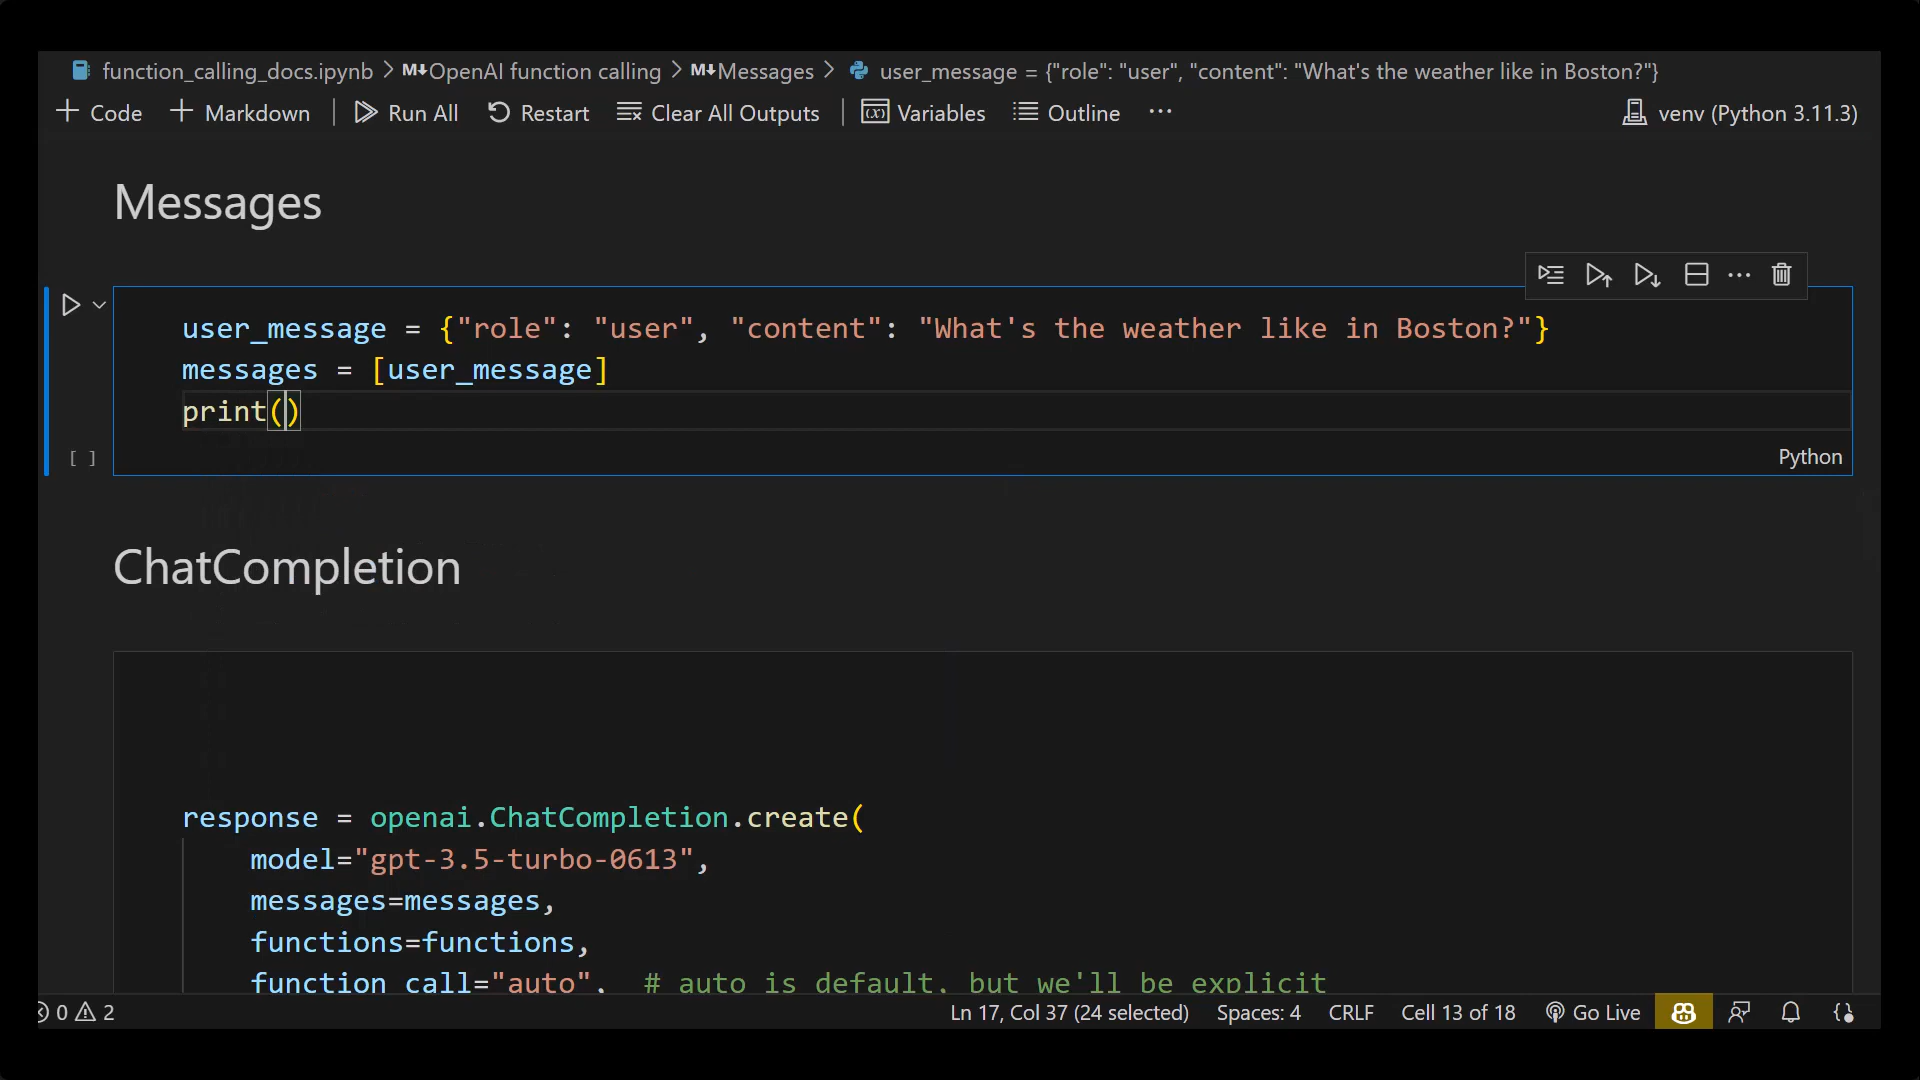 function_calling_docs.ipynb > M↓OpenAI function calling > M↓Messages > user_message = {"role": "user", "content": "What's the weather like in Boston?"}
+ Code + Markdown | Run All Restart Clear All Outputs | Variables Outline ··· venv (Python 3.11.3)
Messages
user_message = {"role": "user", "content": "What's the weather like in Boston?"}
messages = [user_message]
print()
[ ] Python
ChatCompletion
response = openai.ChatCompletion.create(
model="gpt-3.5-turbo-0613",
messages=messages,
functions=functions,
function_call="auto", # auto is default, but we'll be explicit
0 2 Ln 17, Col 37 (24 selected) Spaces: 4 CRLF Cell 13 of 18 Go Live